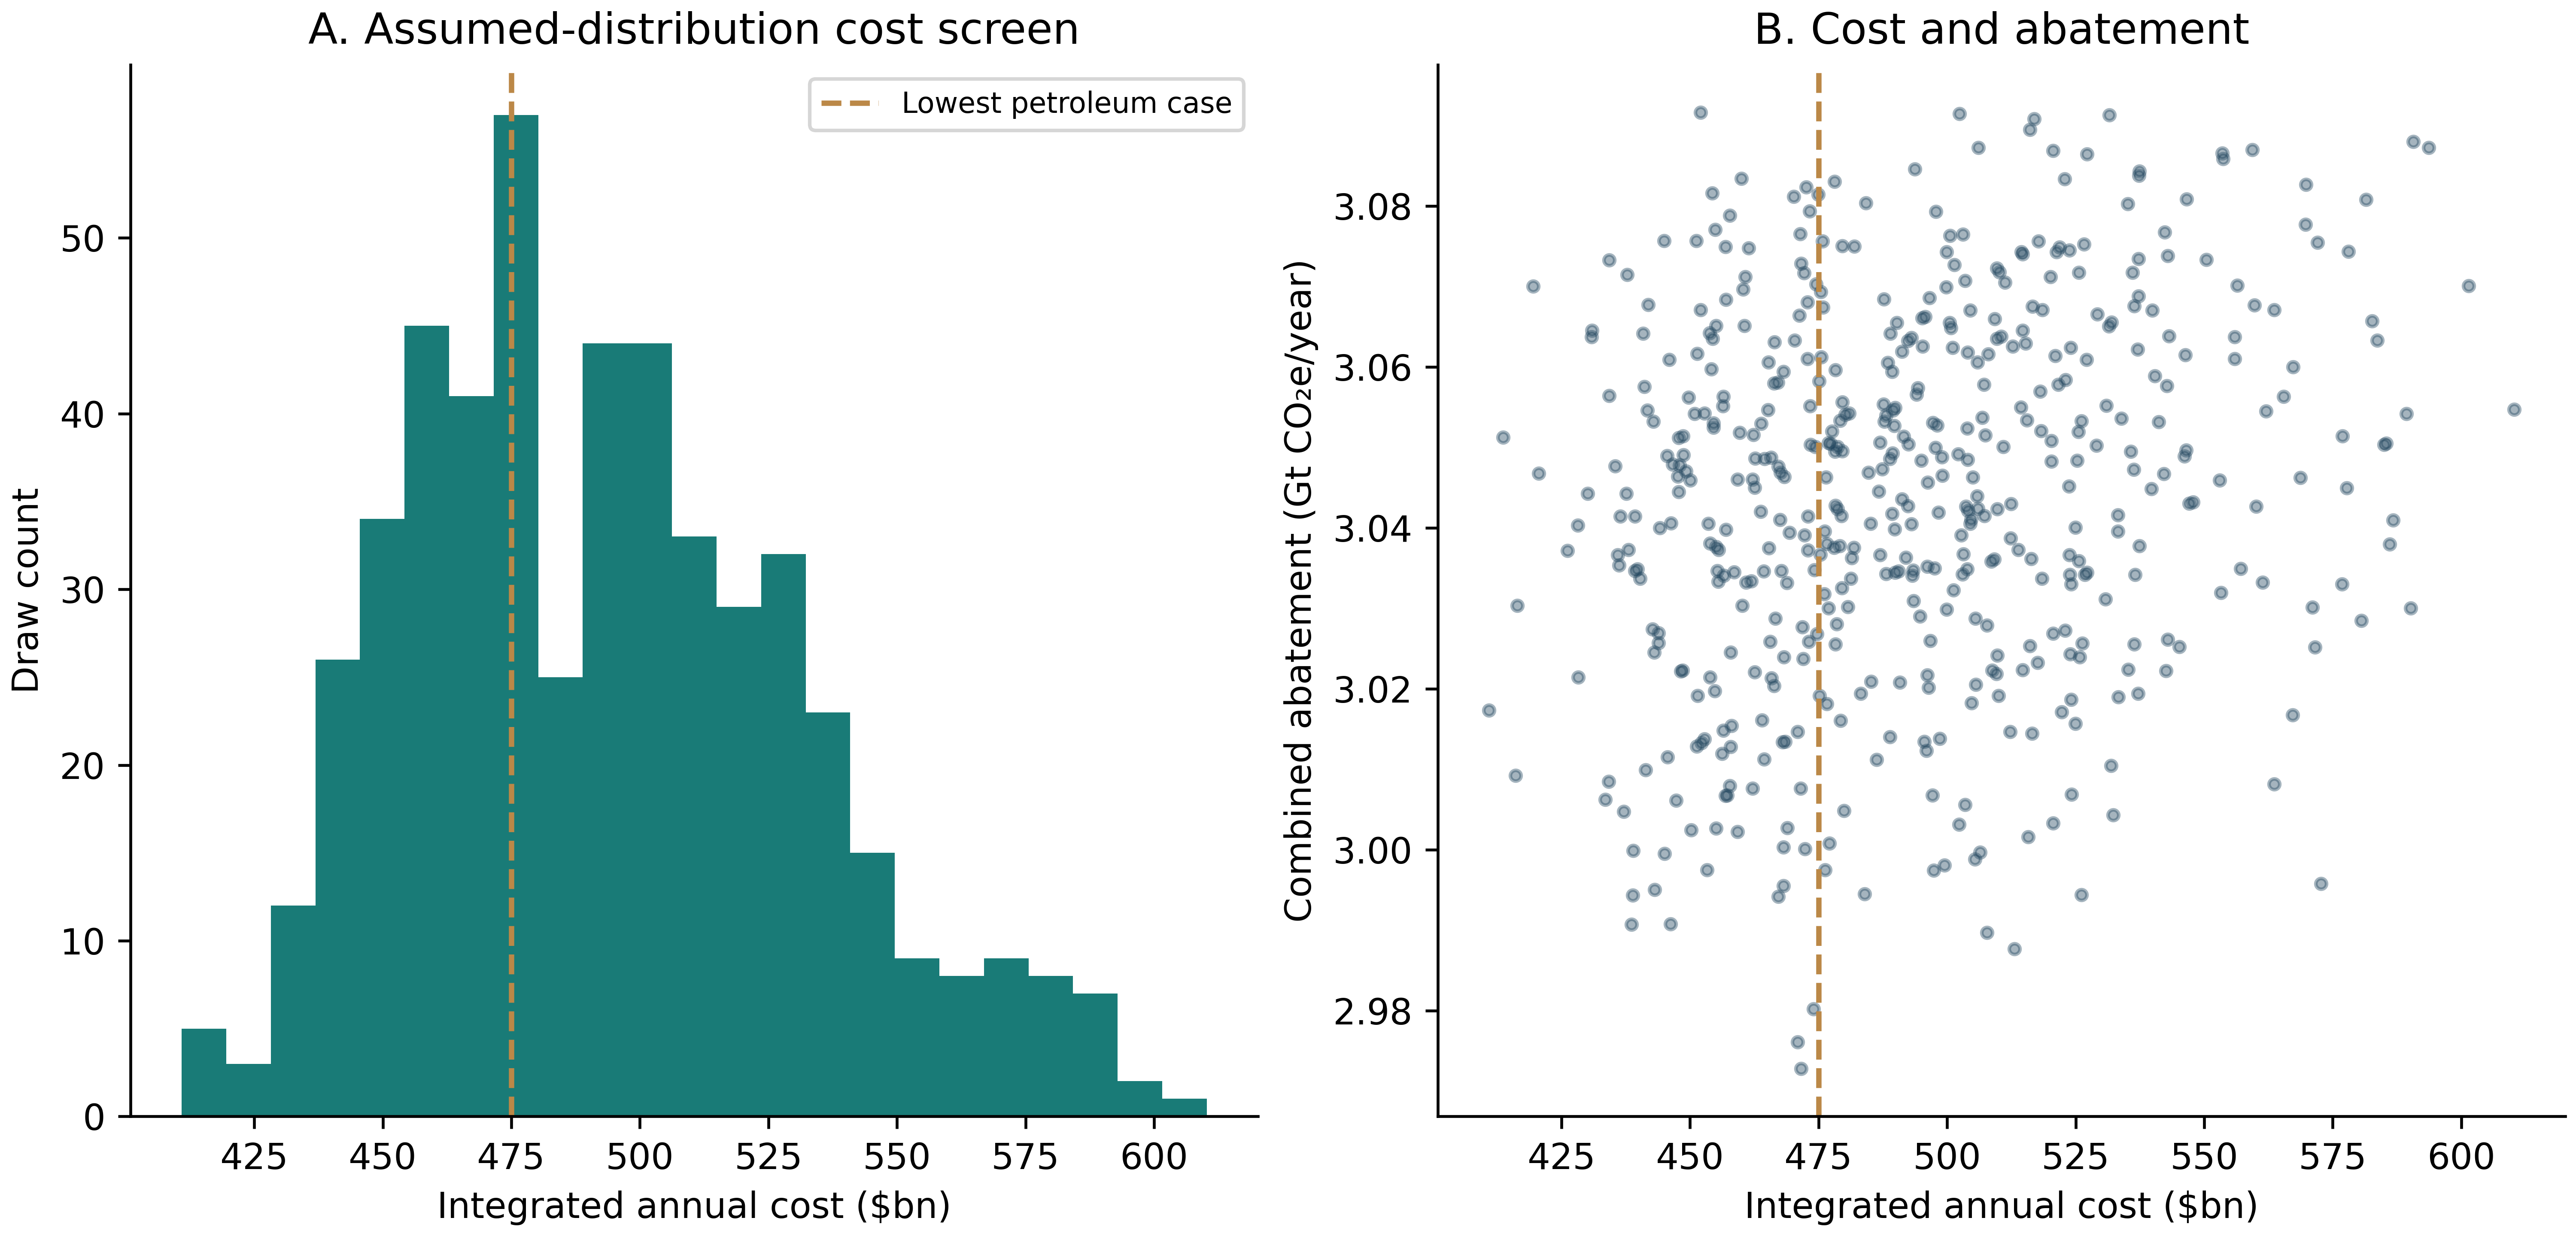 A. Assumed-distribution cost screen
Lowest petroleum case
Draw count
50
40
30
20
10
0
425 450 475 500 525 550 575 600
Integrated annual cost ($bn)
B. Cost and abatement
Combined abatement (Gt CO₂e/year)
3.08
3.06
3.04
3.02
3.00
2.98
425 450 475 500 525 550 575 600
Integrated annual cost ($bn)